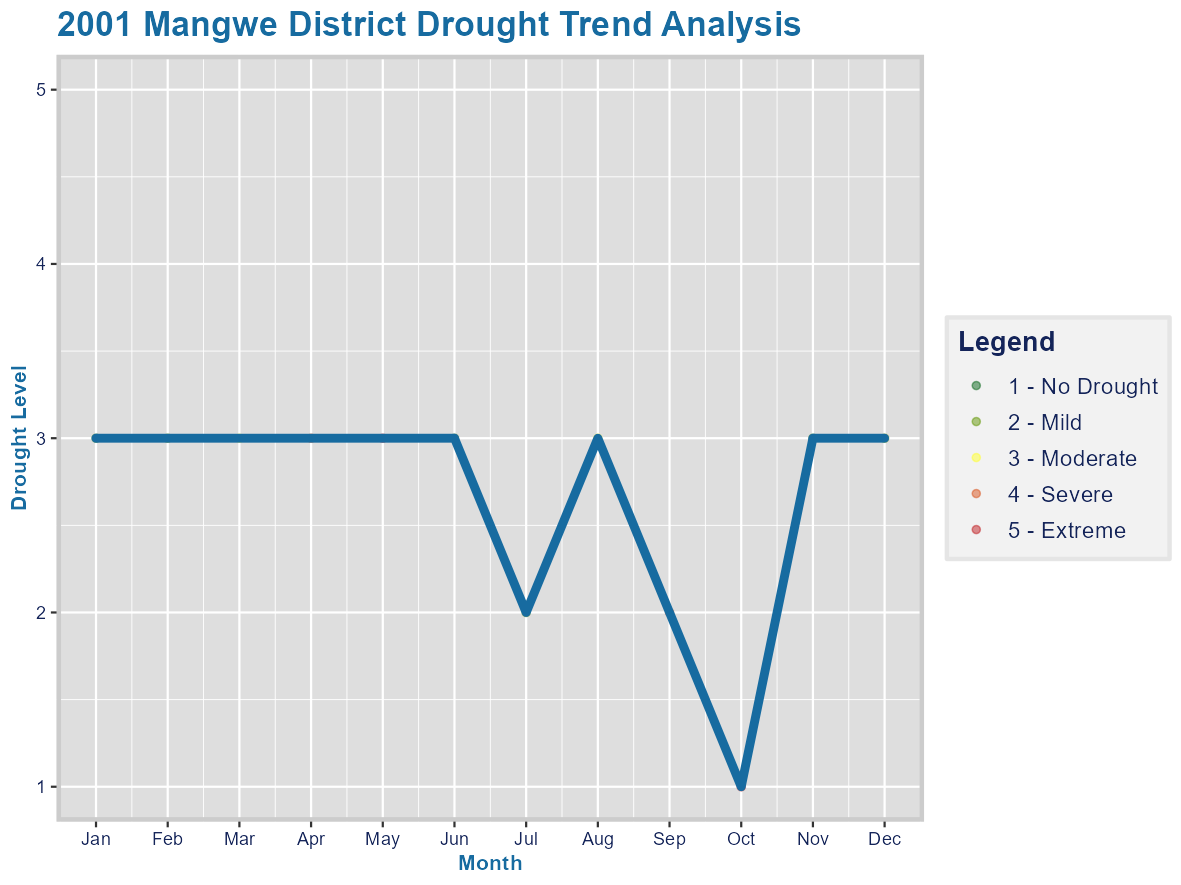 2001 Mangwe District Drought Trend Analysis
Drought Level
5
4
3
2
1
Jan Feb Mar Apr May Jun Jul Aug Sep Oct Nov Dec
Month
Legend
1 - No Drought
2 - Mild
3 - Moderate
4 - Severe
5 - Extreme